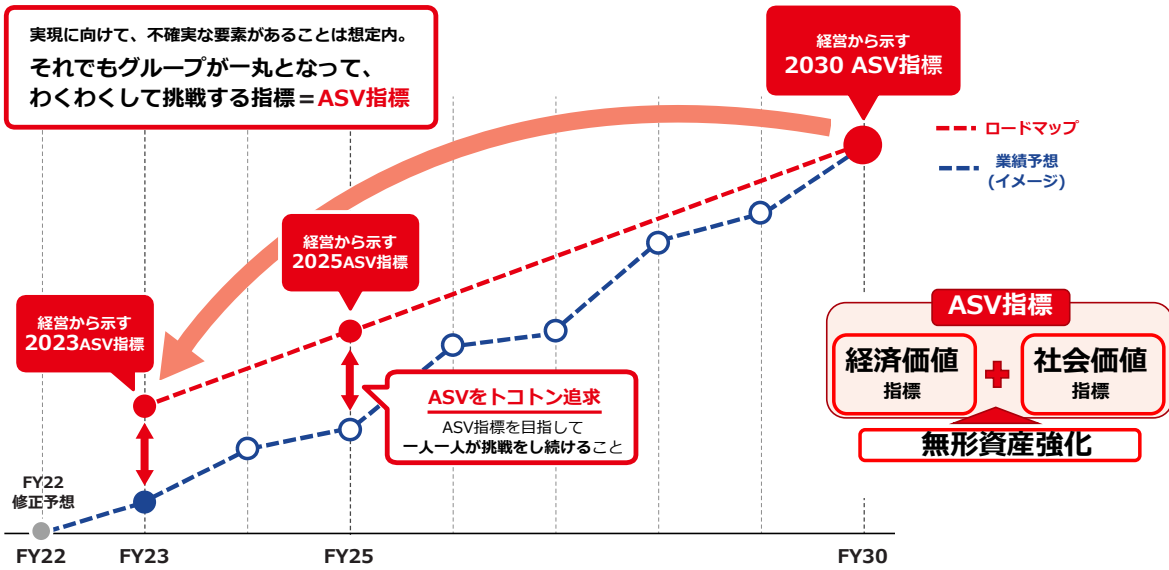 実現に向けて、不確実な要素があることは想定内。
それでもグループが一丸となって、
わくわくして挑戦する指標＝ASV指標
経営から示す
2030 ASV指標
ロードマップ
業績予想
(イメージ)
経営から示す
2025ASV指標
経営から示す
2023ASV指標
ASV指標
経済価値
指標
社会価値
指標
無形資産強化
ASVをトコトン追求
ASV指標を目指して
一人一人が挑戦をし続けること
FY22
修正予想
FY22
FY23
FY25
FY30